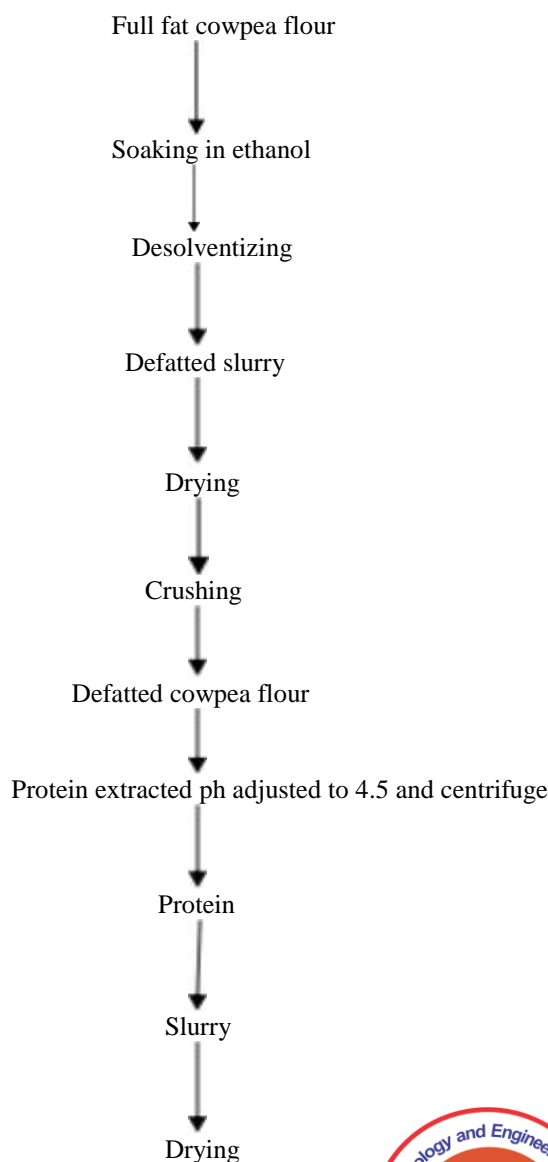 Full fat cowpea flour
Soaking in ethanol
Desolventizing
Defatted slurry
Drying
Crushing
Defatted cowpea flour
Protein extracted ph adjusted to 4.5 and centrifuge
Protein
Slurry
Drying
and Engine